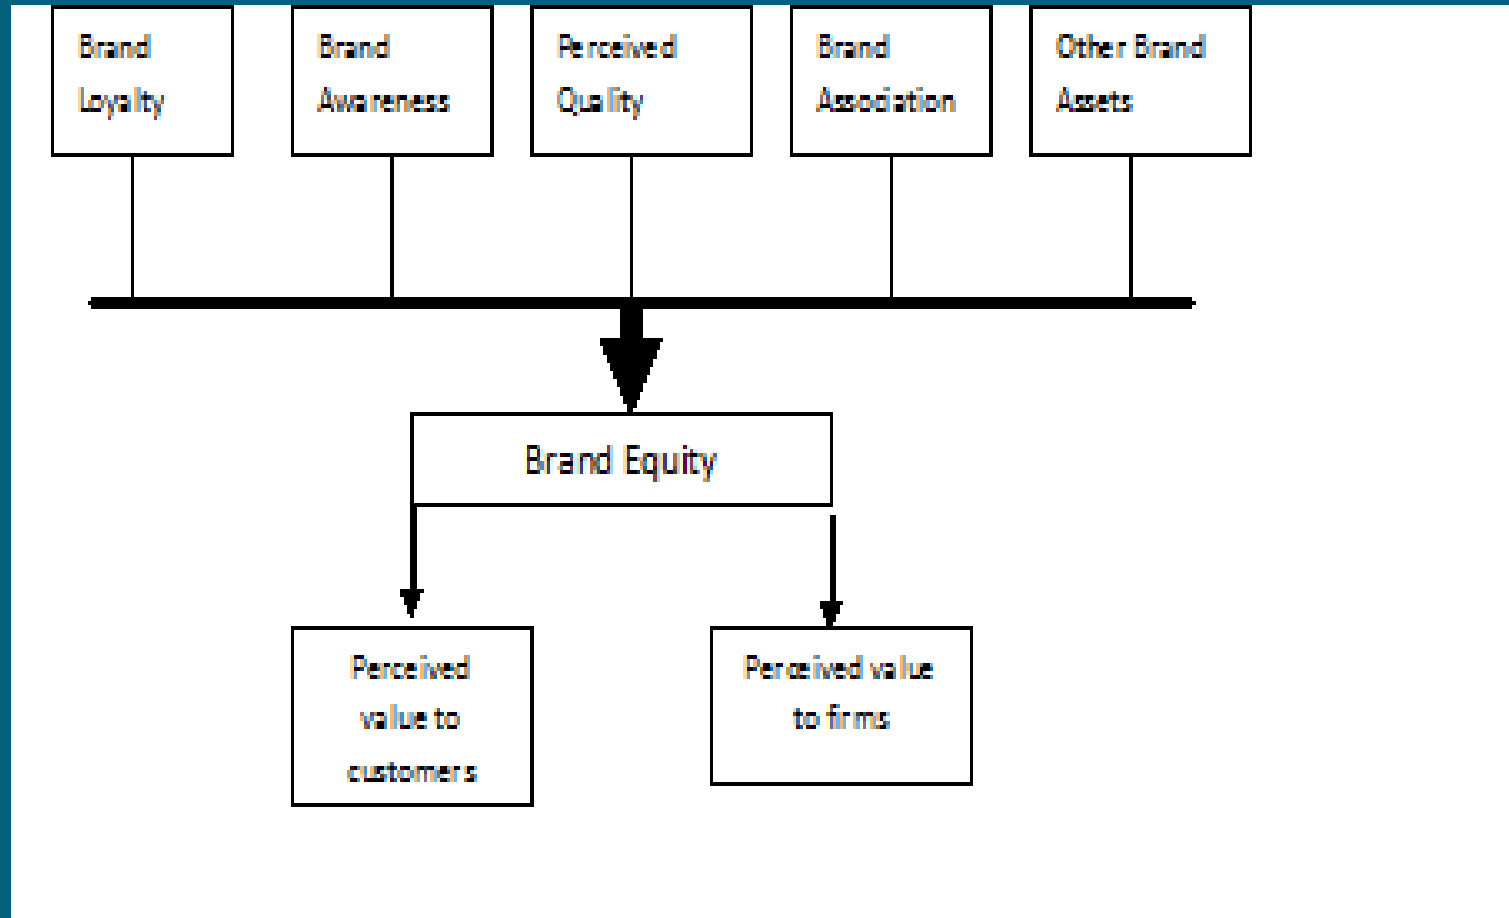 Brand
Loyalty
Brand
Awareness
Perceived
Quality
Brand
Association
Other Brand
Assets
Brand Equity
Perceived
value to
customers
Perceived value
to firms